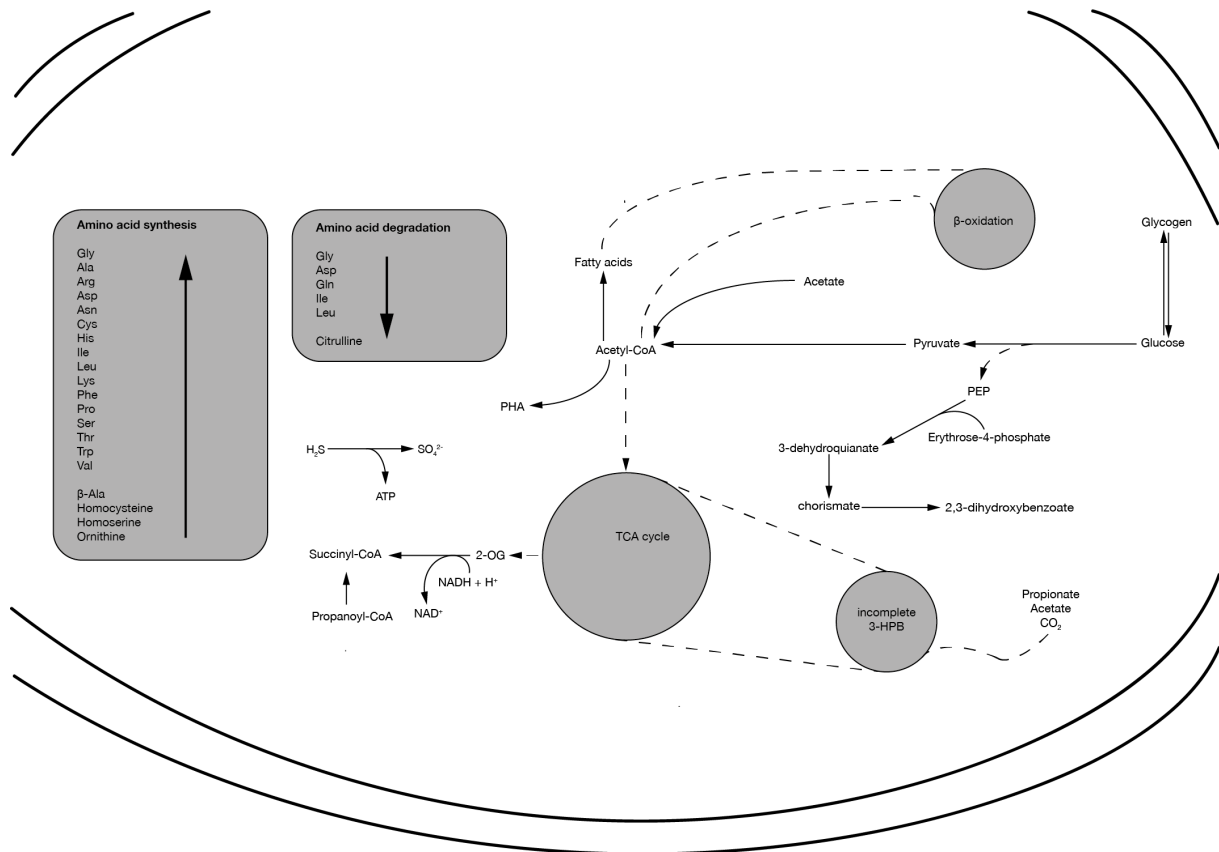 Amino acid synthesis
Gly
Ala
Arg
Asp
Asn
Cys
His
Ile
Leu
Lys
Phe
Pro
Ser
Thr
Trp
Val
β-Ala
Homocysteine
Homoserine
Ornithine
Amino acid degradation
Gly
Asp
Gln
Ile
Leu
Citrulline
β-oxidation
Glycogen
Fatty acids
Acetate
Acetyl-CoA
Pyruvate
Glucose
PHA
PEP
Erythrose-4-phosphate
3-dehydroquianate
H₂S
SO₄²⁻
ATP
chorismate
2,3-dihydroxybenzoate
TCA cycle
Succinyl-CoA
2-OG
NADH + H⁺
NAD⁺
Propanoyl-CoA
incomplete
3-HPB
Propionate
Acetate
CO₂